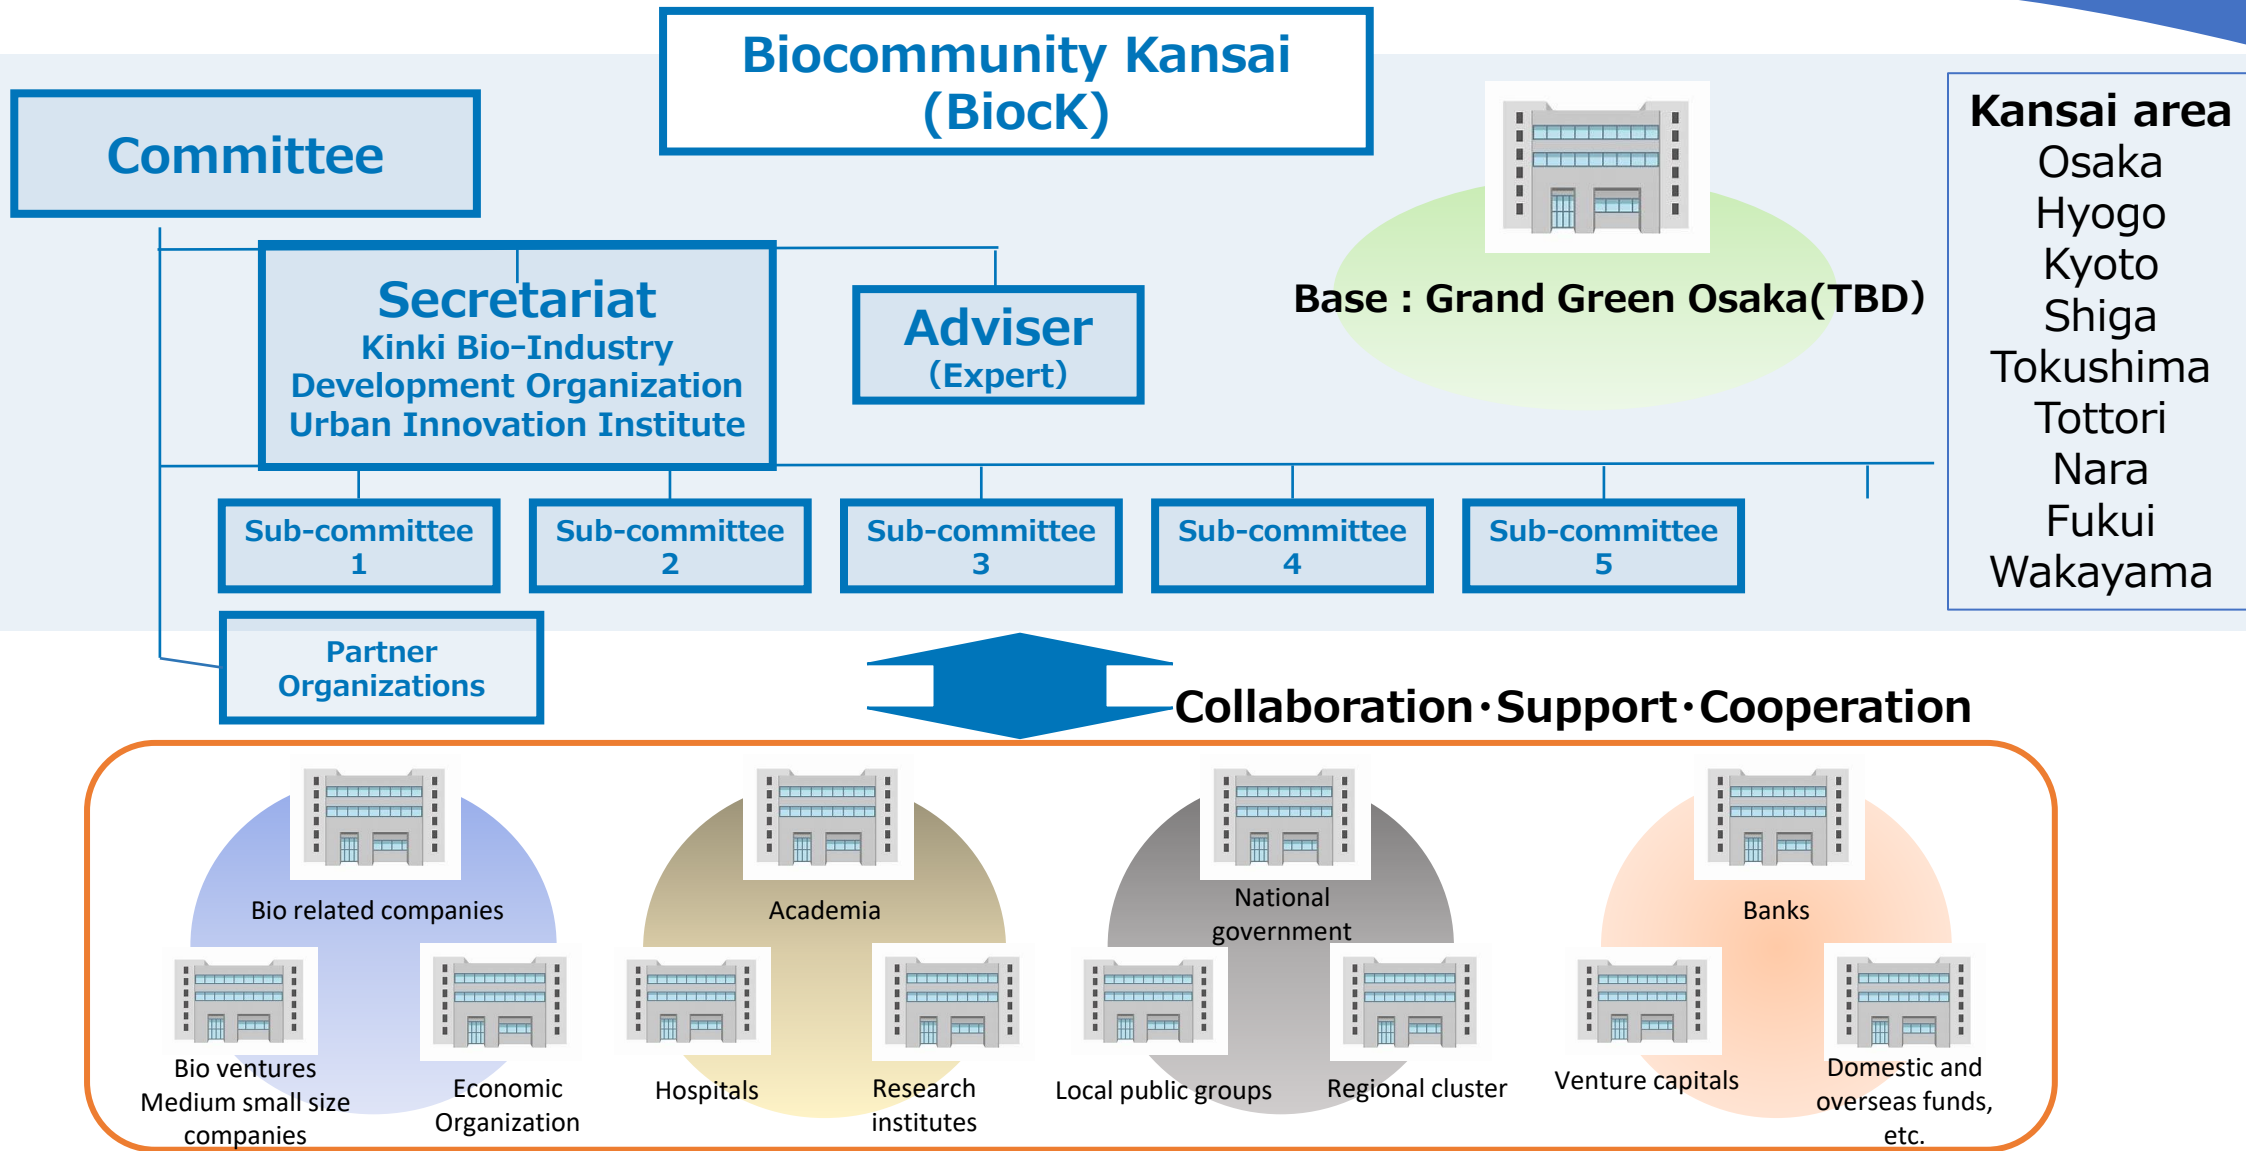 Biocommunity Kansai
(BiocK)
Committee
Secretariat
Kinki Bio-Industry
Development Organization
Urban Innovation Institute
Adviser
(Expert)
Base : Grand Green Osaka(TBD)
Kansai area
Osaka
Hyogo
Kyoto
Shiga
Tokushima
Tottori
Nara
Fukui
Wakayama
Sub-committee
1
Sub-committee
2
Sub-committee
3
Sub-committee
4
Sub-committee
5
Partner
Organizations
Collaboration・Support・Cooperation
Bio related companies
Bio ventures
Medium small size
companies
Economic
Organization
Academia
Hospitals
Research
institutes
National
government
Local public groups
Regional cluster
Banks
Venture capitals
Domestic and
overseas funds,
etc.